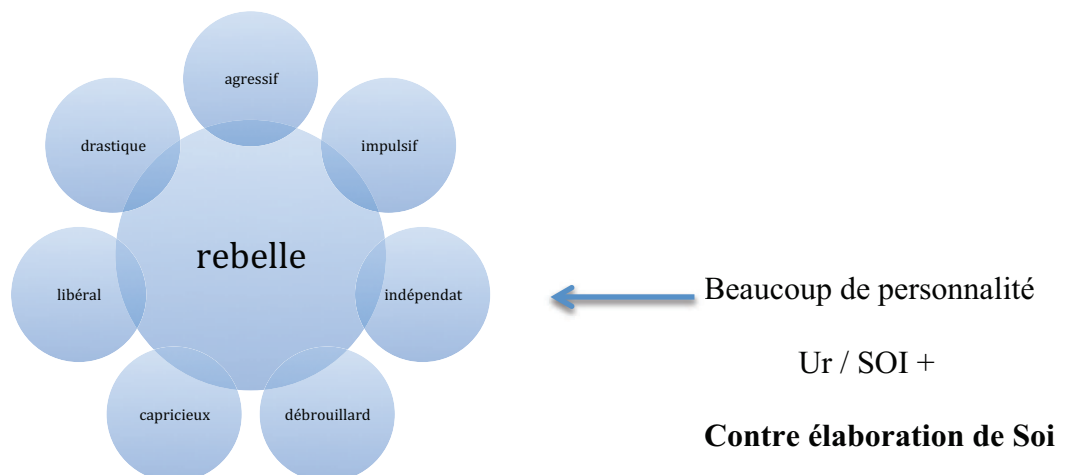 agressif
drastique
impulsif
rebelle
libéral
indépendat
Beaucoup de personnalité
Ur / SOI +
capricieux
débrouillard
Contre élaboration de Soi